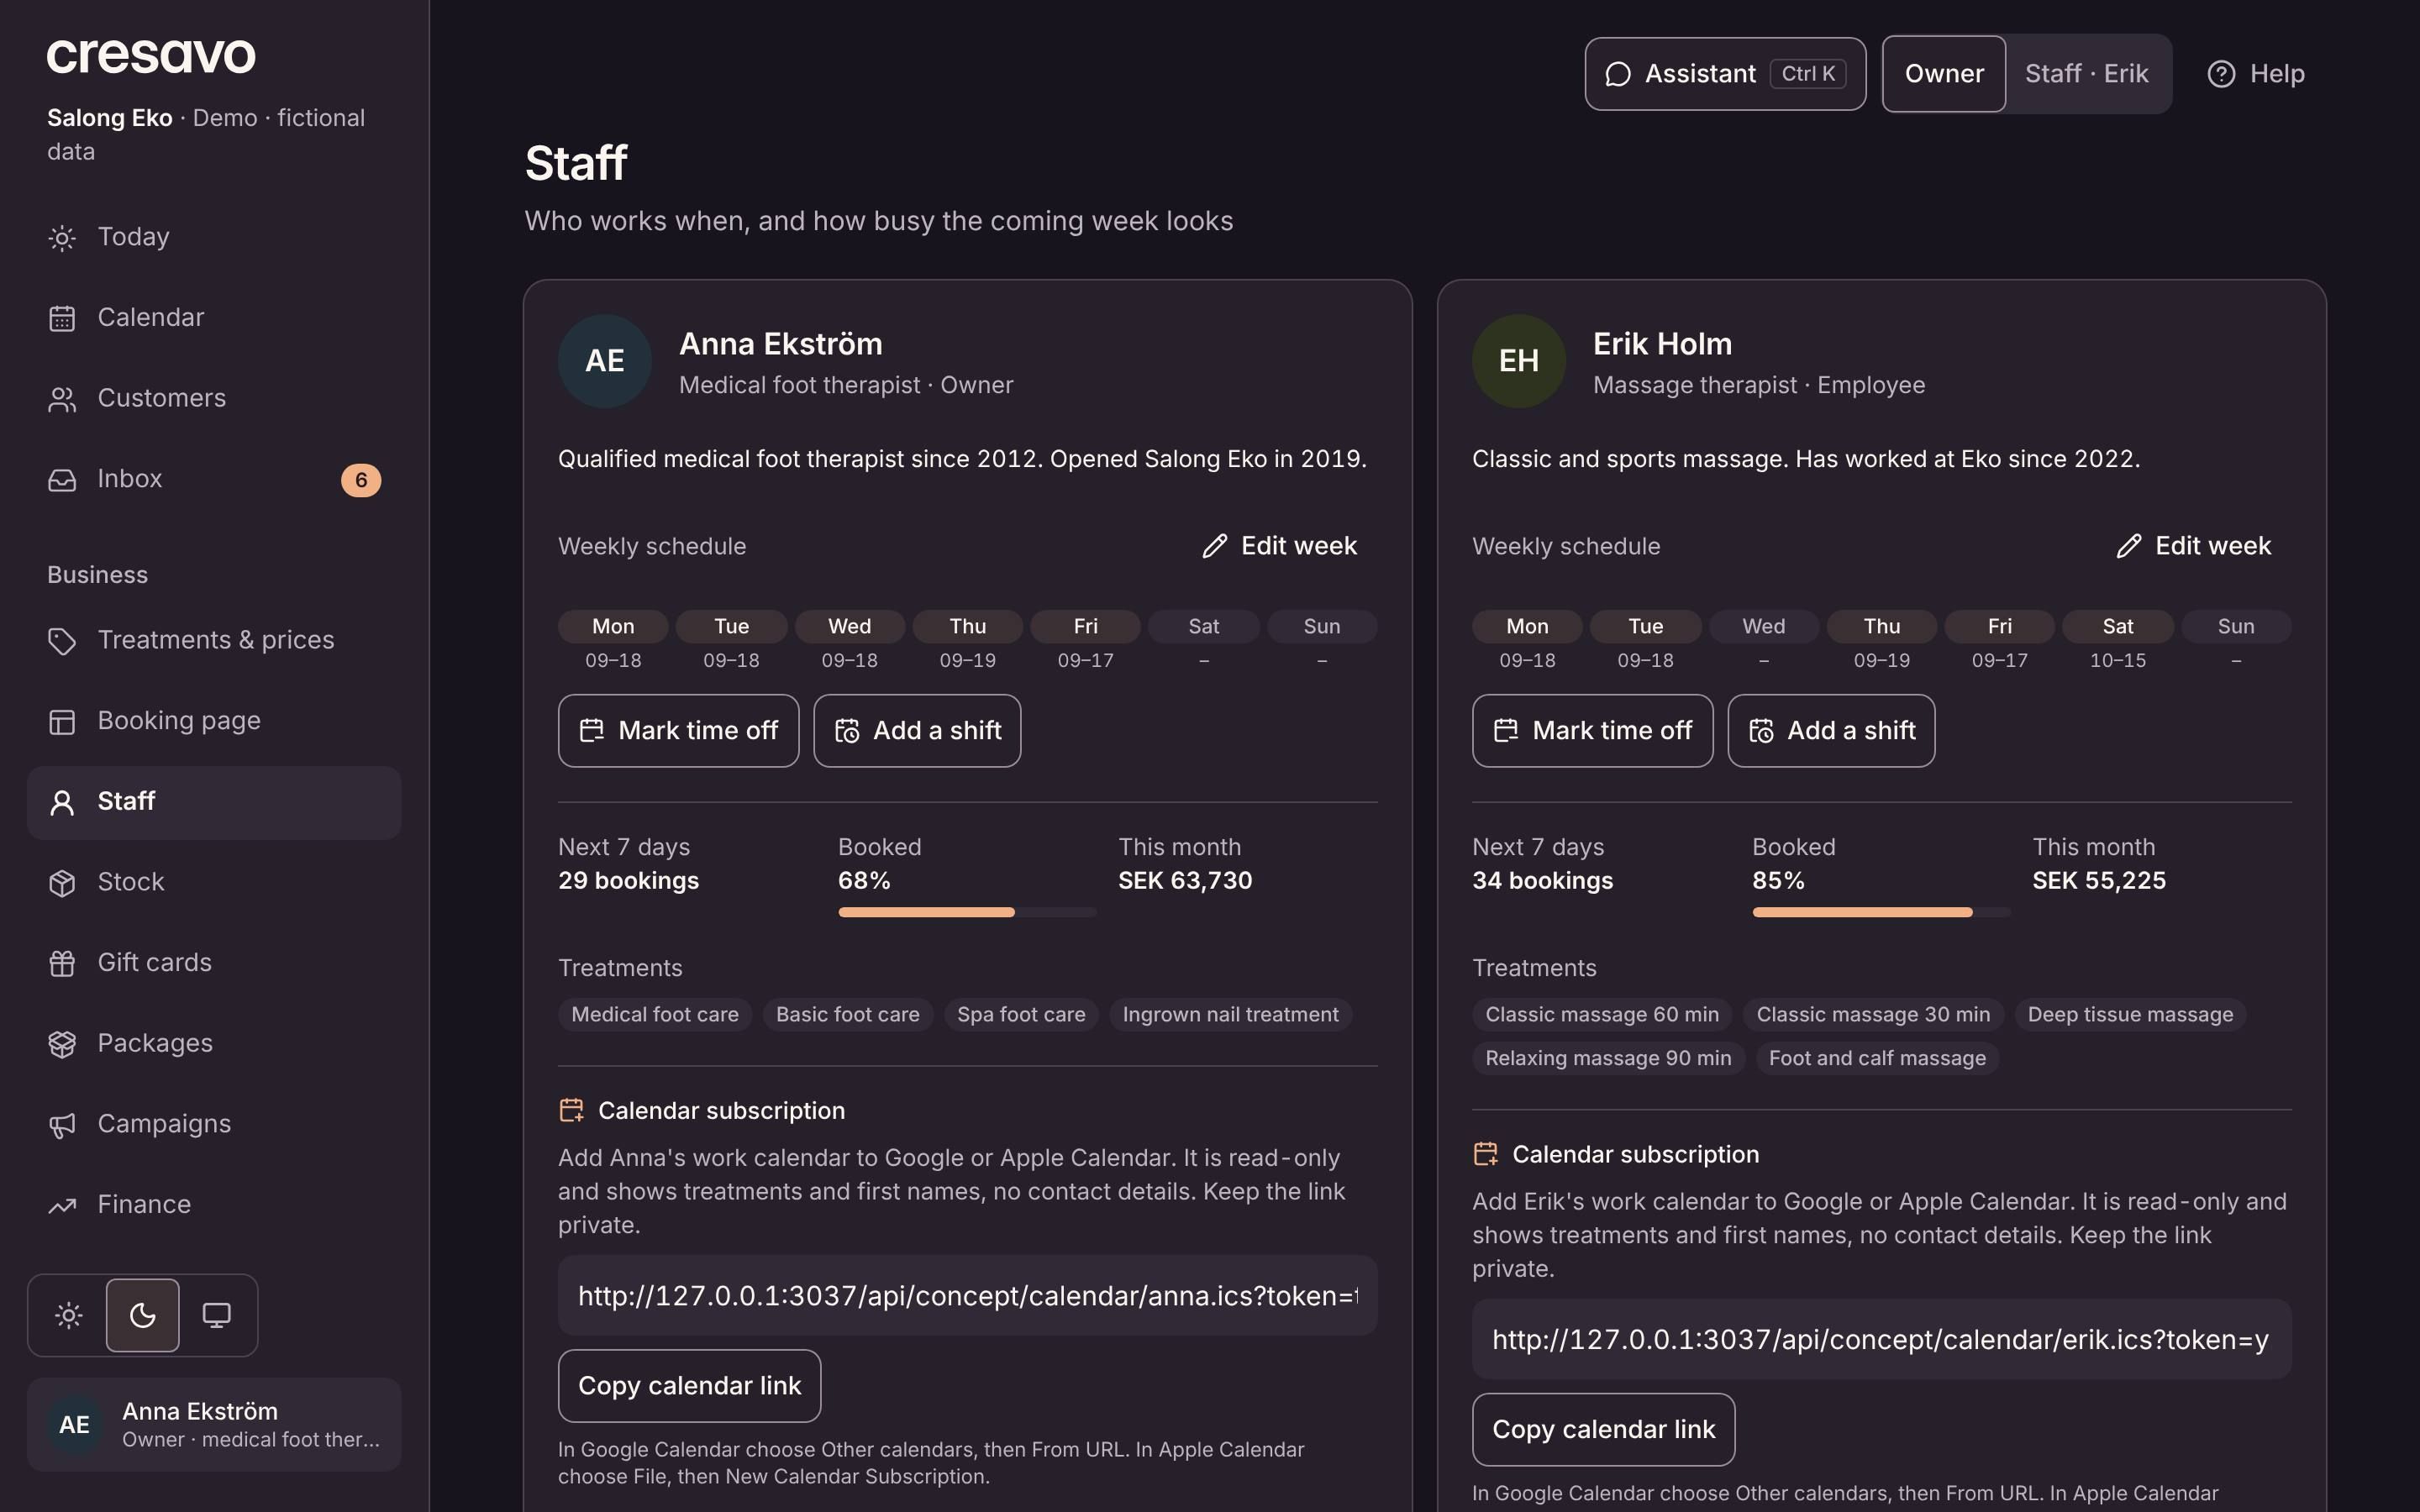 cresavo
Salong Eko · Demo · fictional
data
Today
Calendar
Customers
Inbox 6
Business
Treatments & prices
Booking page
Staff
Stock
Gift cards
Packages
Campaigns
Finance
AE
Anna Ekström
Owner · medical foot ther...
Assistant Ctrl K
Owner
Staff · Erik
Help
Staff
Who works when, and how busy the coming week looks
AE
Anna Ekström
Medical foot therapist · Owner
Qualified medical foot therapist since 2012. Opened Salong Eko in 2019.
Weekly schedule Edit week
Mon Tue Wed Thu Fri Sat Sun
09–18 09–18 09–18 09–19 09–17 – –
Mark time off Add a shift
Next 7 days Booked This month
29 bookings 68% SEK 63,730
Treatments
Medical foot care Basic foot care Spa foot care Ingrown nail treatment
Calendar subscription
Add Anna's work calendar to Google or Apple Calendar. It is read-only
and shows treatments and first names, no contact details. Keep the link
private.
http://127.0.0.1:3037/api/concept/calendar/anna.ics?token=
Copy calendar link
In Google Calendar choose Other calendars, then From URL. In Apple Calendar
choose File, then New Calendar Subscription.
EH
Erik Holm
Massage therapist · Employee
Classic and sports massage. Has worked at Eko since 2022.
Weekly schedule Edit week
Mon Tue Wed Thu Fri Sat Sun
09–18 09–18 – 09–19 09–17 10–15 –
Mark time off Add a shift
Next 7 days Booked This month
34 bookings 85% SEK 55,225
Treatments
Classic massage 60 min Classic massage 30 min Deep tissue massage
Relaxing massage 90 min Foot and calf massage
Calendar subscription
Add Erik's work calendar to Google or Apple Calendar. It is read-only and
shows treatments and first names, no contact details. Keep the link
private.
http://127.0.0.1:3037/api/concept/calendar/erik.ics?token=y
Copy calendar link
In Google Calendar choose Other calendars, then From URL. In Apple Calendar